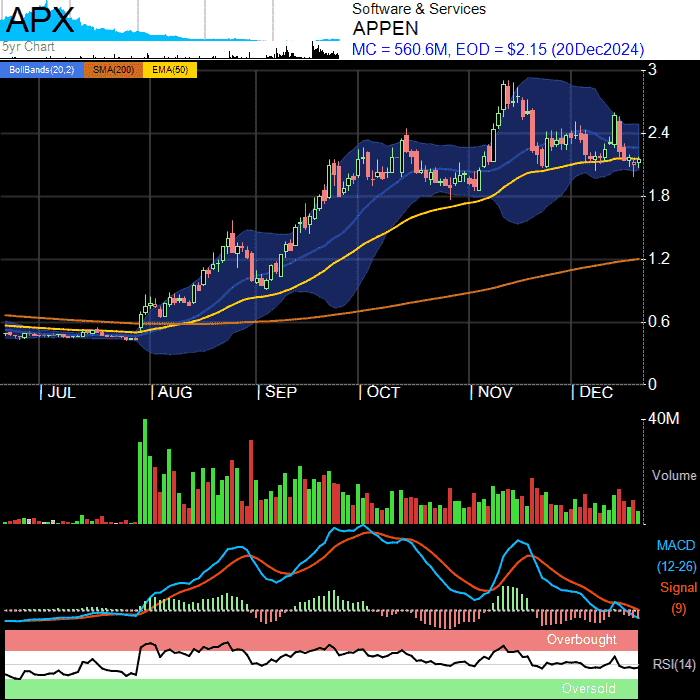 APX
5yr Chart
Software & Services
APPEN
MC = 560.6M, EOD = $2.15 (20Dec2024)
BollBands(20,2) SMA(200) EMA(50)
3
2.4
1.8
1.2
0.6
0
JUL AUG SEP OCT NOV DEC
40M
Volume
MACD
(12-26)
Signal
(9)
Overbought
RSI(14)
Oversold